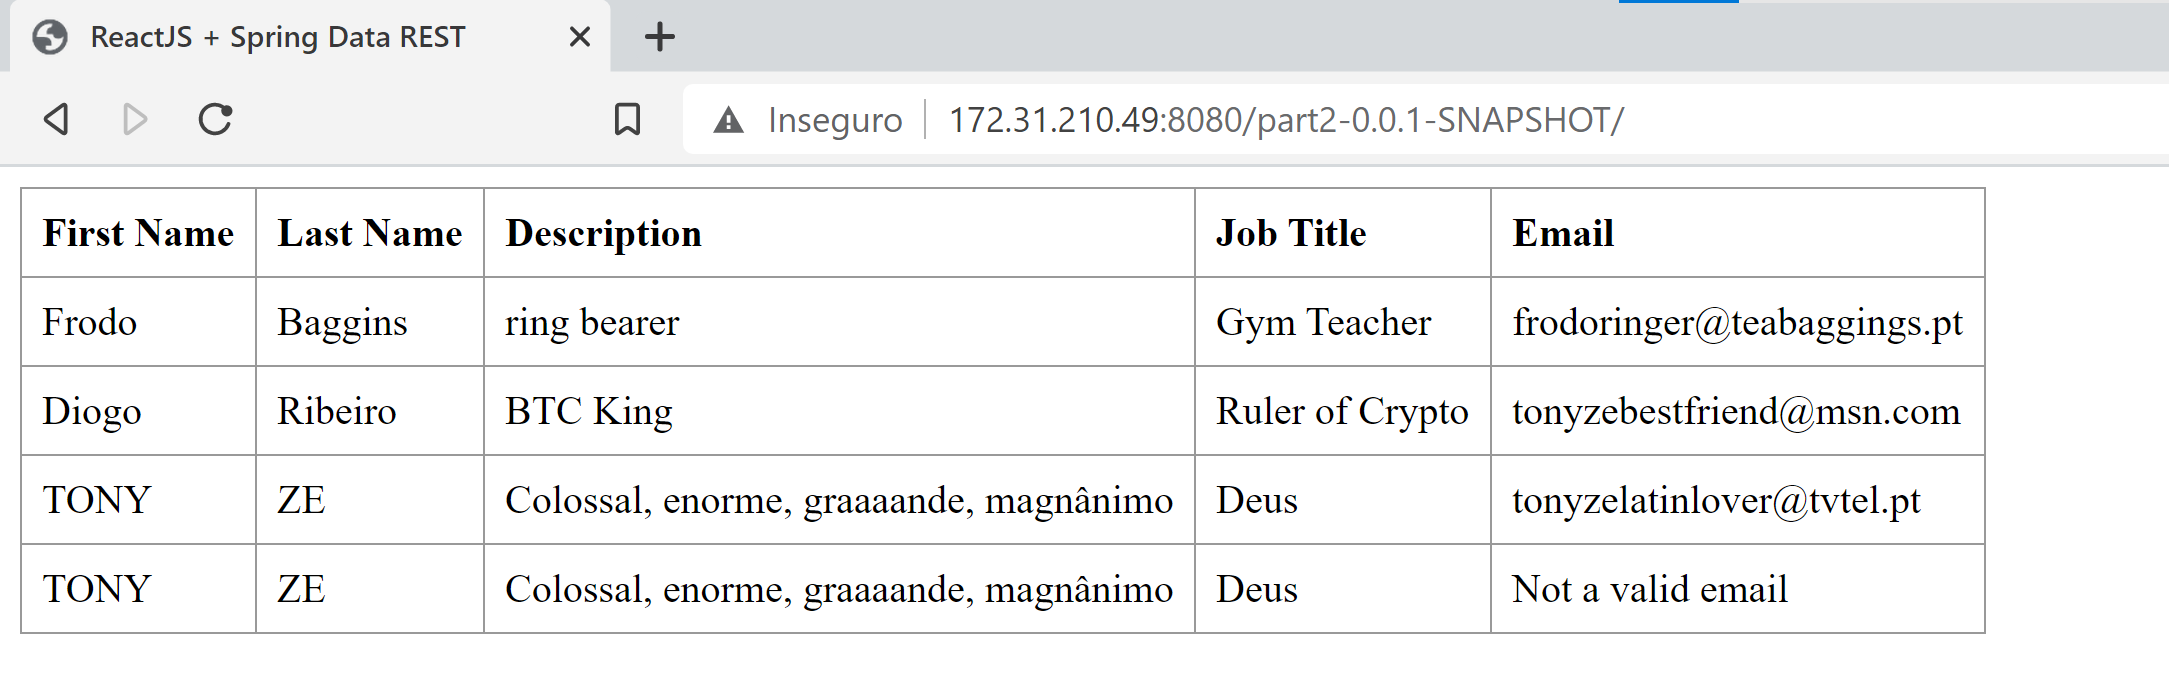 ReactJS + Spring Data REST
Inseguro 172.31.210.49:8080/part2-0.0.1-SNAPSHOT/
First Name Last Name Description Job Title Email
Frodo Baggins ring bearer Gym Teacher frodoringer@teabaggings.pt
Diogo Ribeiro BTC King Ruler of Crypto tonyzebestfriend@msn.com
TONY ZE Colossal, enorme, graaaande, magnânimo Deus tonyzelatinlover@tvtel.pt
TONY ZE Colossal, enorme, graaaande, magnânimo Deus Not a valid email